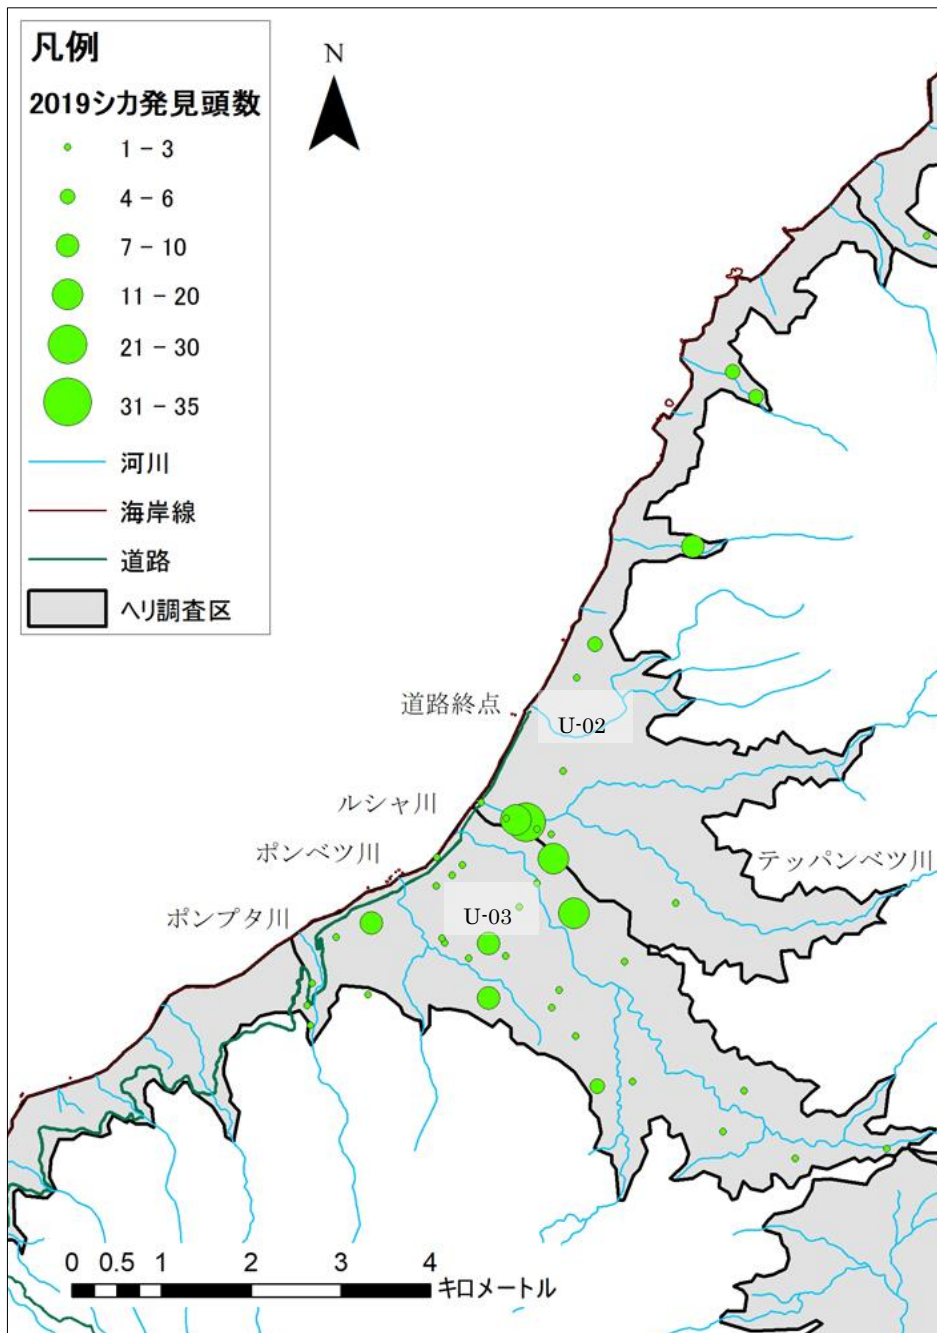 凡例
2019シカ発見頭数
1 - 3
4 - 6
7 - 10
11 - 20
21 - 30
31 - 35
河川
海岸線
道路
ヘリ調査区
N
道路終点
U-02
ルシャ川
ポンベツ川
テッパンベツ川
ポンプタ川
U-03
0 0.5 1 2 3 4
キロメートル